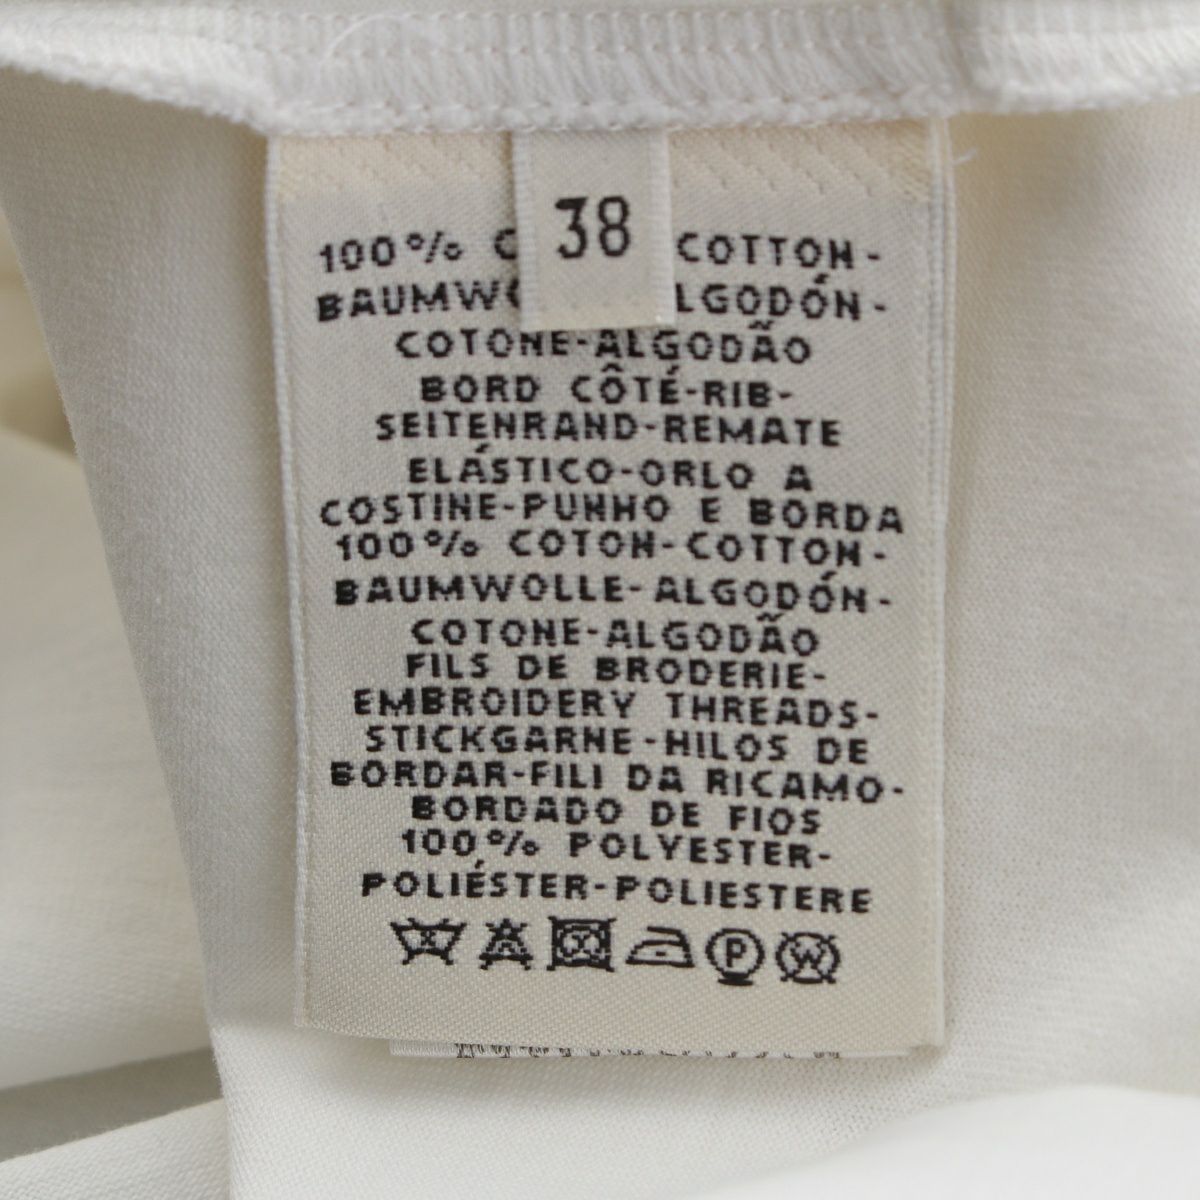 38
100% C COTTON-
BAUMWO LGODÓN-
COTONE-ALGODÃO
BORD CÔTÉ-RIB-
SEITENRAND-REMATE
ELÁSTICO-ORLO A
COSTINE-PUNHO E BORDA
100% COTON-COTTON-
BAUMWOLLE-ALGODÓN-
COTONE-ALGODÃO
FILS DE BRODERIE-
EMBROIDERY THREADS-
STICKGARNE-HILOS DE
BORDAR-FILI DA RICAMO-
BORDADO DE FIOS
100% POLYESTER-
POLIÉSTER-POLIESTERE
P W